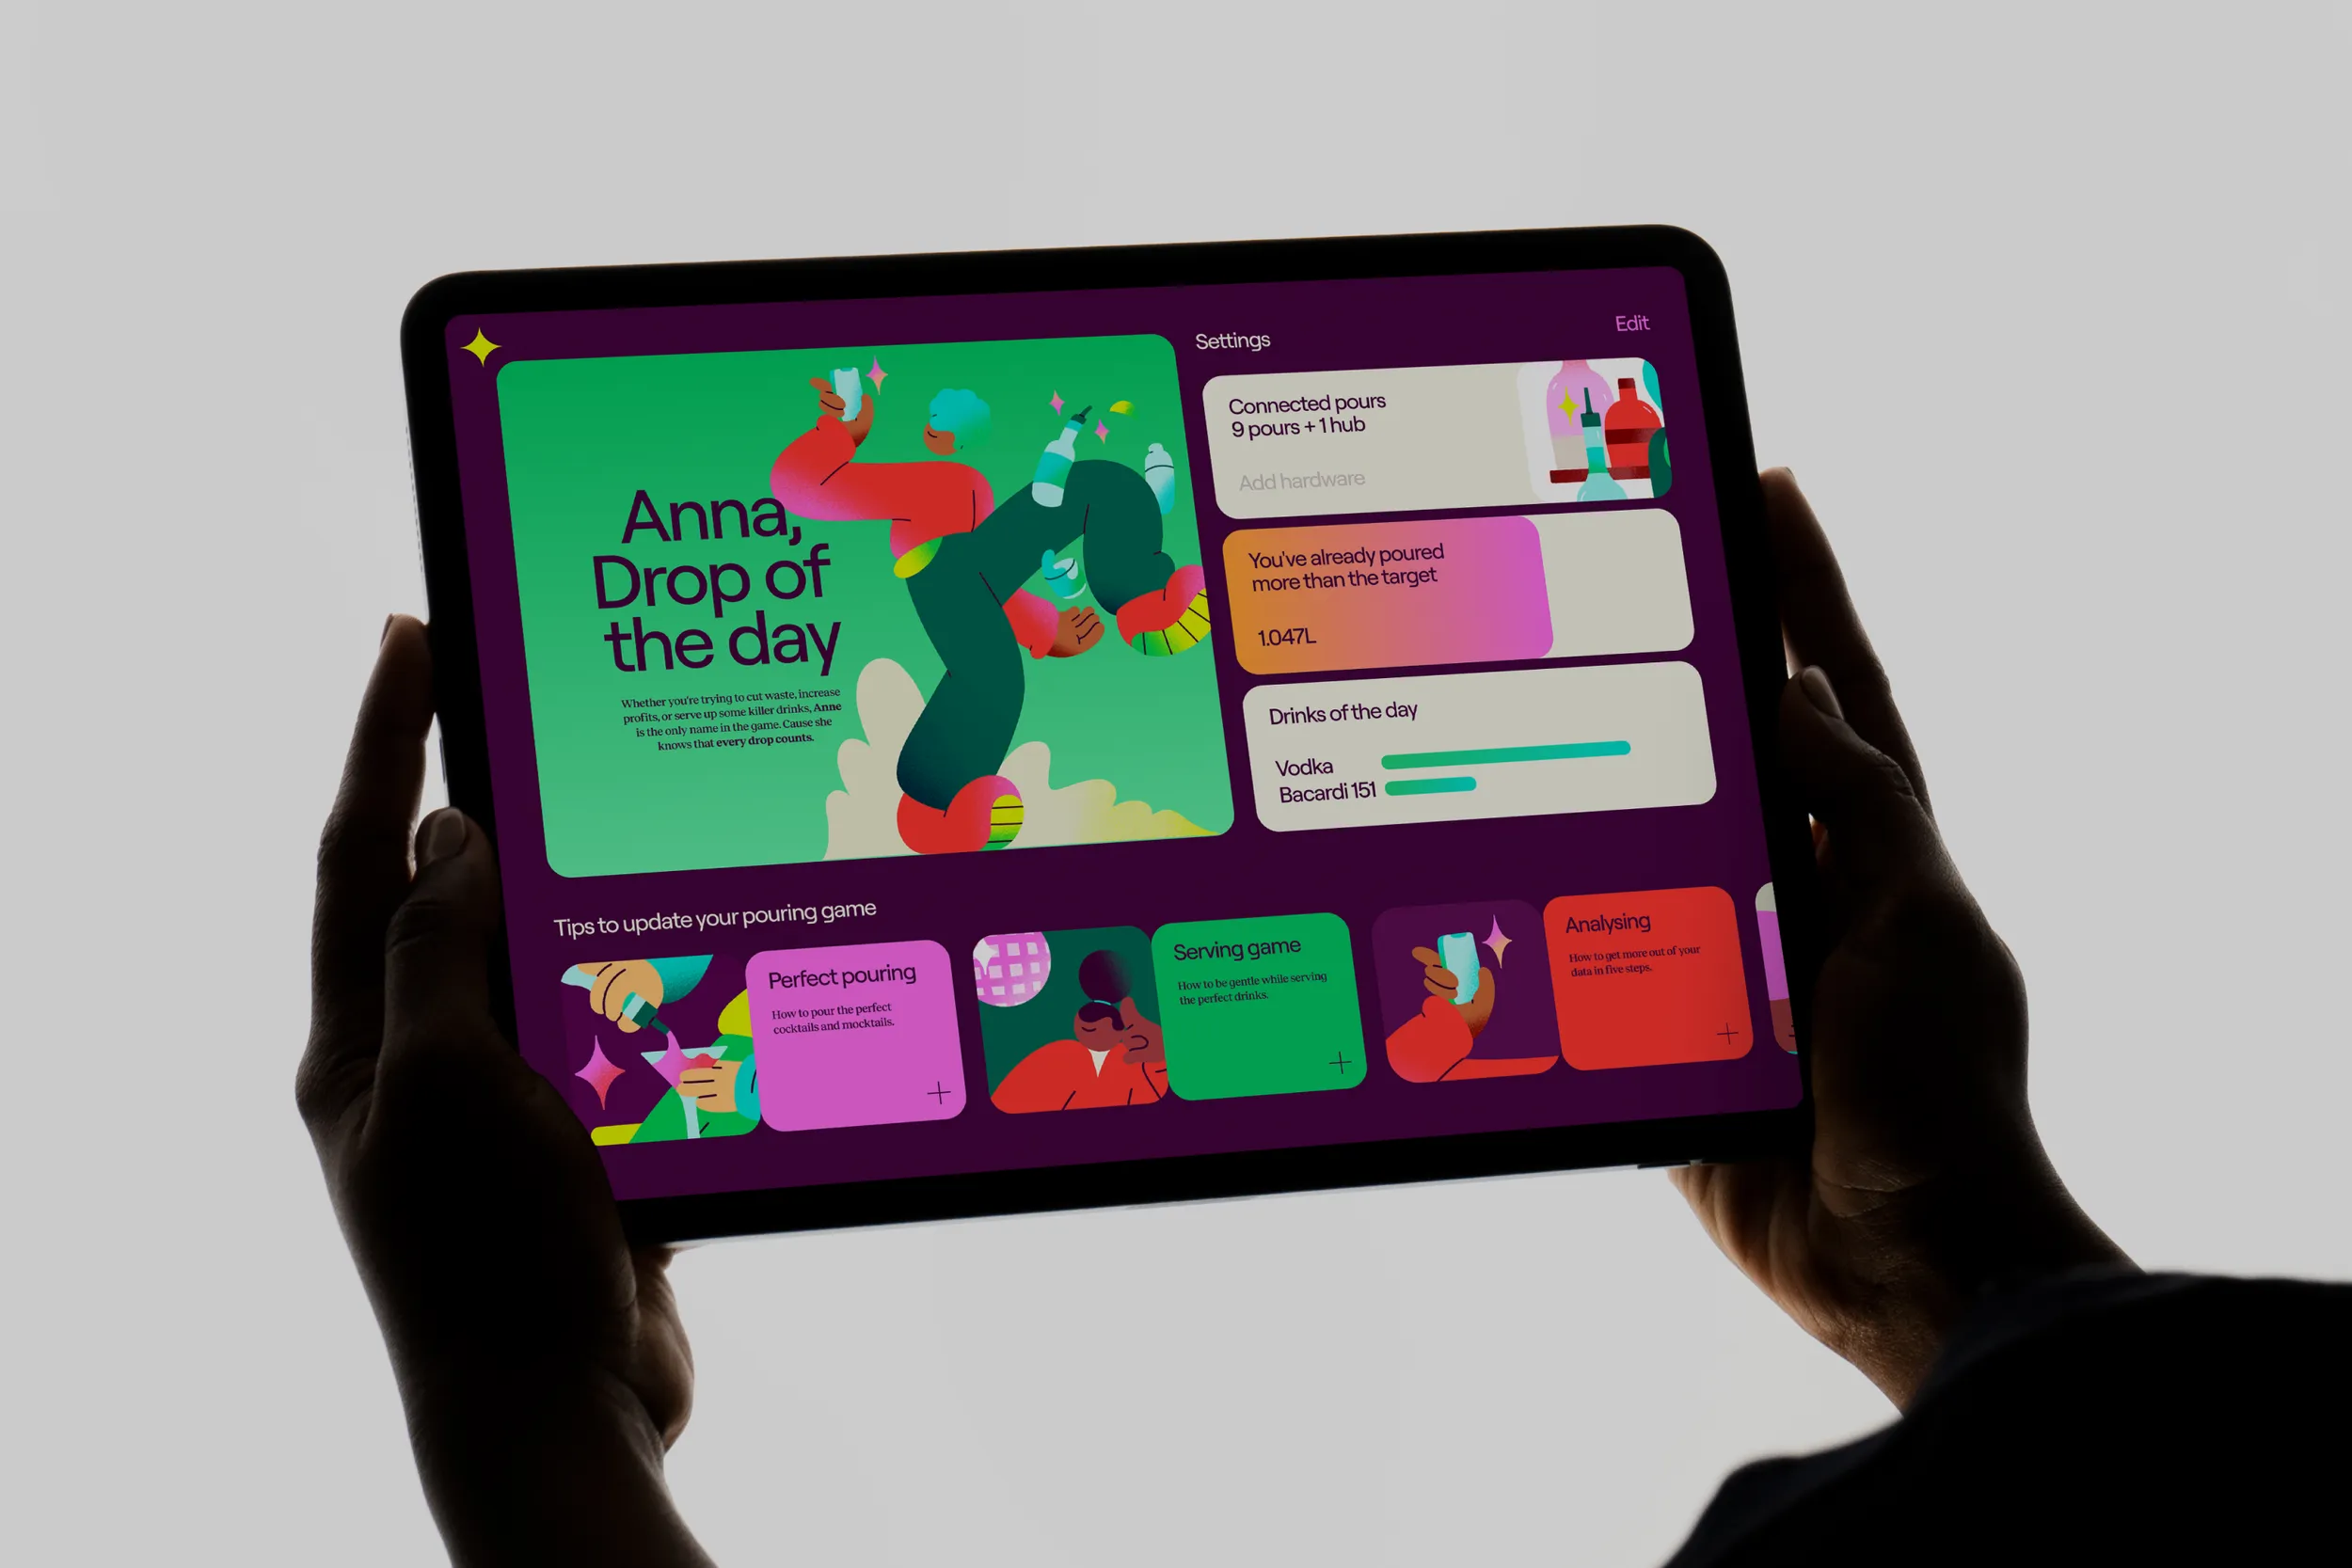 Anna,
Drop of
the day
Whether you're trying to cut waste, increase
profits, or serve up some killer drinks, Anne
is the only name in the game. Cause she
knows that every drop counts.
Settings
Edit
Connected pours
9 pours + 1 hub
Add hardware
You've already poured
more than the target
1.047L
Drinks of the day
Vodka
Bacardi 151
Tips to update your pouring game
Perfect pouring
How to pour the perfect
cocktails and mocktails.
Serving game
How to be gentle while serving
the perfect drinks.
Analysing
How to get more out of your
data in five steps.